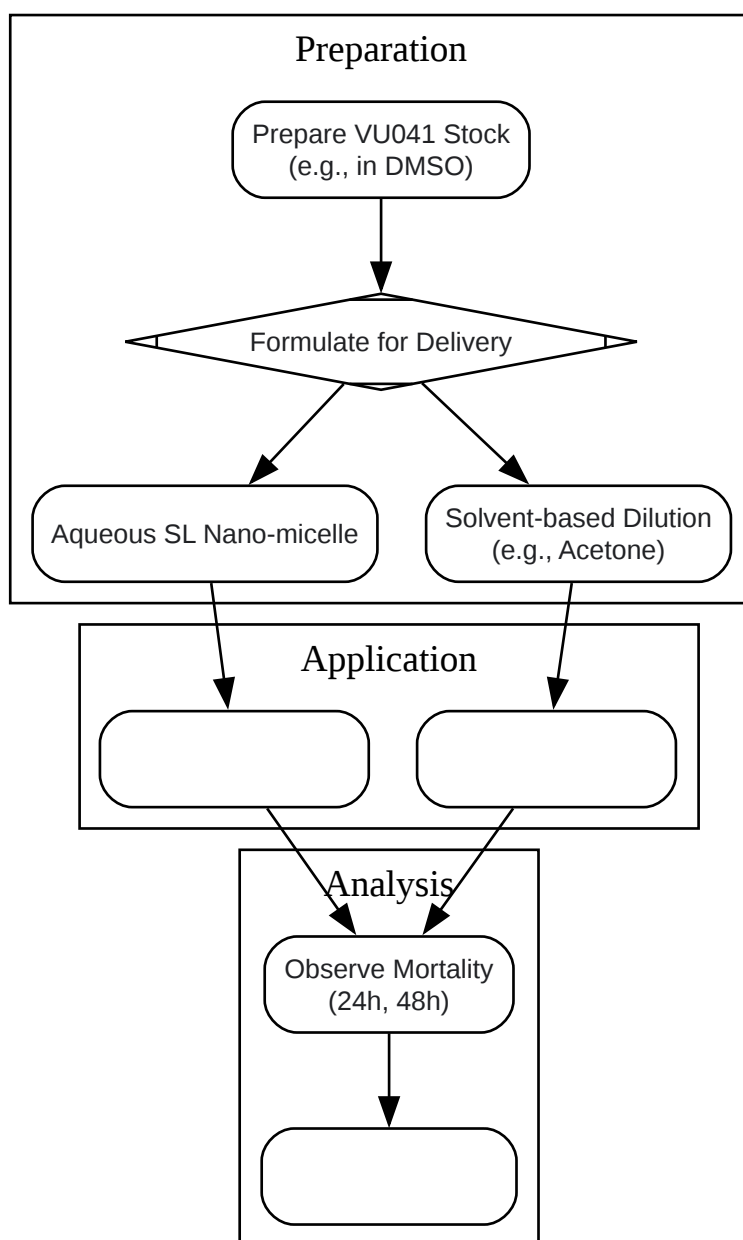 Preparation
Prepare VU041 Stock
(e.g., in DMSO)
Formulate for Delivery
Aqueous SL Nano-micelle
Solvent-based Dilution
(e.g., Acetone)
Application
Analysis
Observe Mortality
(24h, 48h)